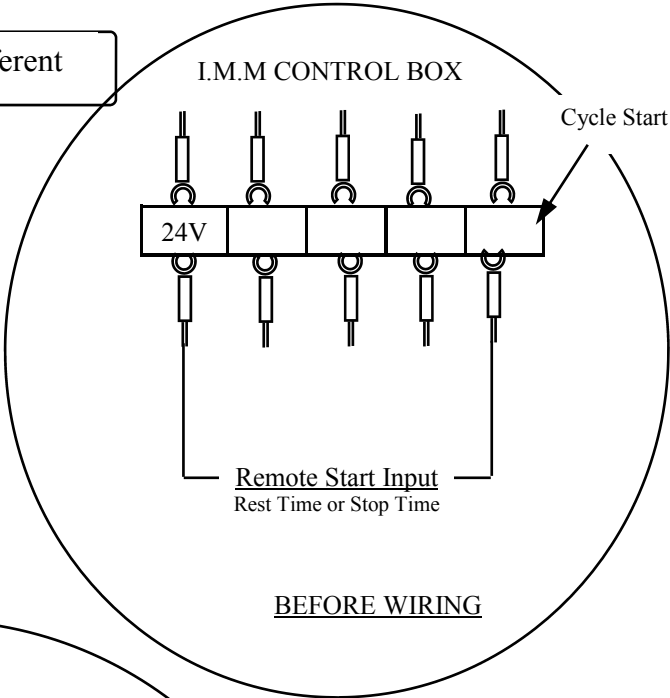 I.M.M CONTROL BOX
Cycle Start
24V
Remote Start Input
Rest Time or Stop Time
BEFORE WIRING